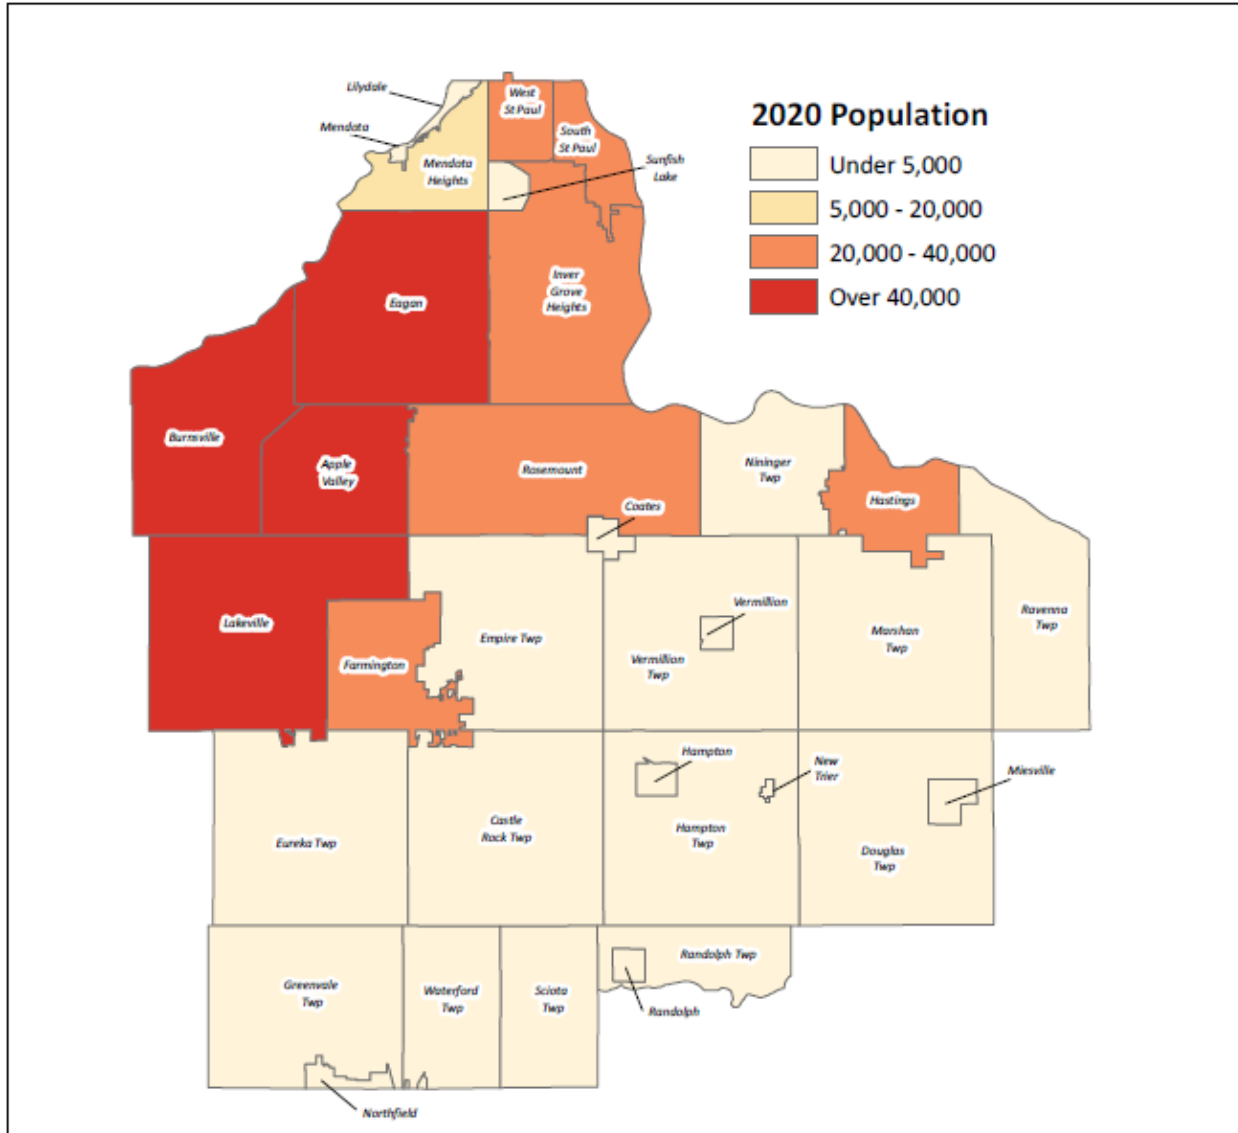 Lilydale
West
St Paul
2020 Population
Mendota
South
St Paul
Under 5,000
Mendota
Heights
Sunfish
Lake
5,000 - 20,000
20,000 - 40,000
Inver
Grove
Heights
Eagan
Over 40,000
Burnsville
Apple
Valley
Rosemount
Nininger
Twp
Hastings
Coates
Lakeville
Vermillion
Ravenna
Twp
Empire Twp
Marshan
Twp
Farmington
Vermillion
Twp
Hampton
New
Trier
Miesville
Eureka Twp
Castle
Rock Twp
Hampton
Twp
Douglas
Twp
Randolph Twp
Greenvale
Twp
Waterford
Twp
Sciota
Twp
Randolph
Northfield